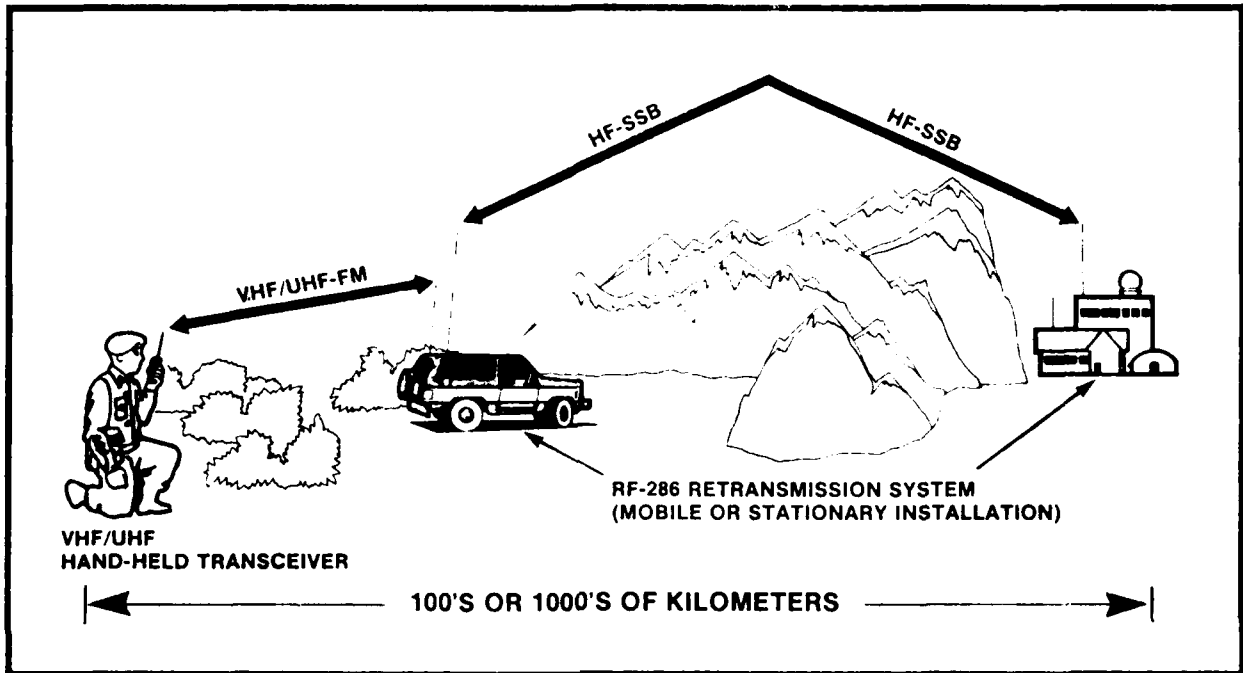 HF-SSB
HF-SSB
VHF/UHF-FM
RF-286 RETRANSMISSION SYSTEM
(MOBILE OR STATIONARY INSTALLATION)
VHF/UHF
HAND-HELD TRANSCEIVER
100'S OR 1000'S OF KILOMETERS